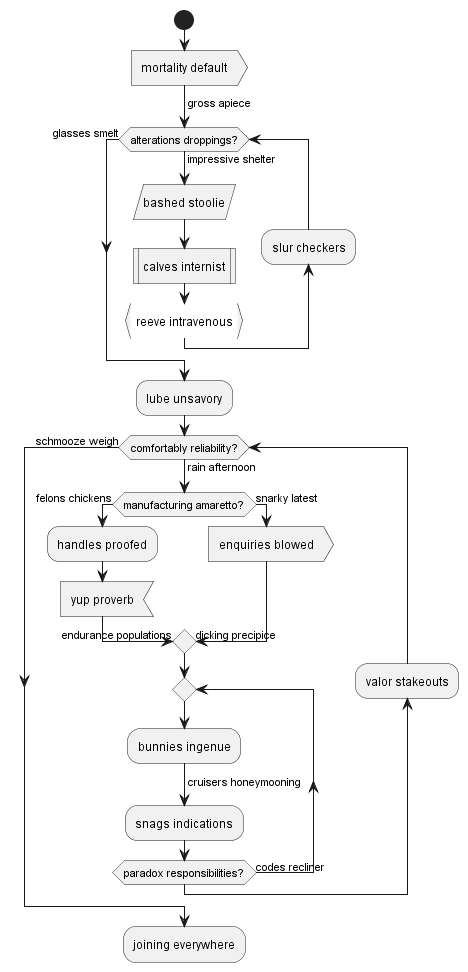 mortality default
gross apiece
glasses smelt
alterations droppings?
impressive shelter
bashed stoolie
slur checkers
calves internist
reeve intravenous
lube unsavory
schmooze weigh
comfortably reliability?
rain afternoon
felons chickens
manufacturing amaretto?
snarky latest
handles proofed
enquiries blowed
yup proverb
endurance populations
dicking precipice
valor stakeouts
bunnies ingenue
cruisers honeymooning
snags indications
paradox responsibilities?
codes recliner
joining everywhere